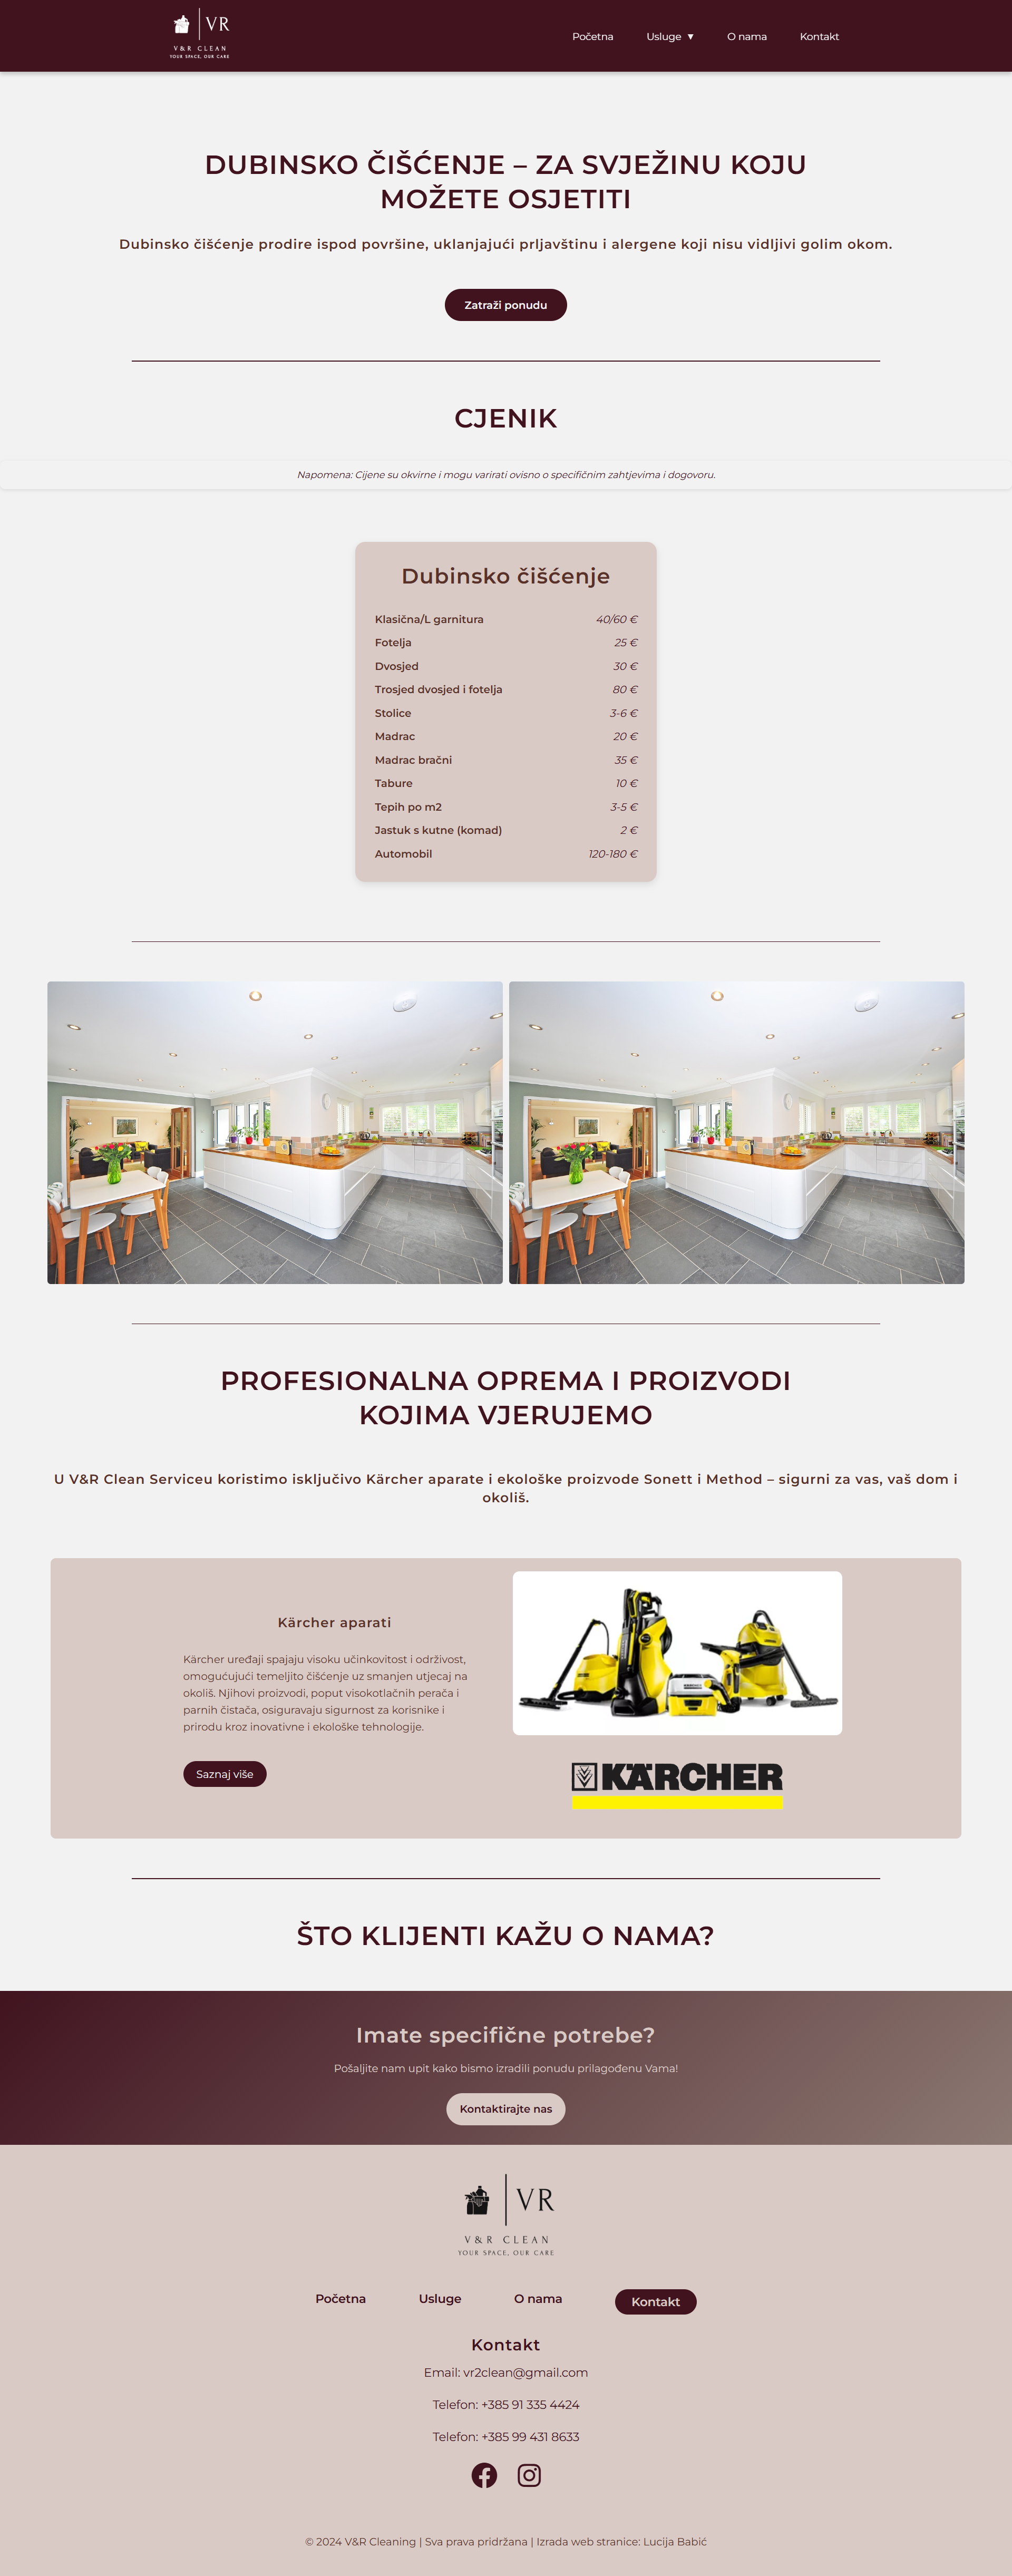 VR
V&R CLEAN
YOUR SPACE, OUR CARE
Početna
Usluge ▼
O nama
Kontakt
DUBINSKO ČIŠĆENJE – ZA SVJEŽINU KOJU
MOŽETE OSJETITI
Dubinsko čišćenje prodire ispod površine, uklanjajući prljavštinu i alergene koji nisu vidljivi golim okom.
Zatraži ponudu
CJENIK
Napomena: Cijene su okvirne i mogu varirati ovisno o specifičnim zahtjevima i dogovoru.
Dubinsko čišćenje
Klasična/L garnitura 40/60 €
Fotelja 25 €
Dvosjed 30 €
Trosjed dvosjed i fotelja 80 €
Stolice 3-6 €
Madrac 20 €
Madrac bračni 35 €
Tabure 10 €
Tepih po m2 3-5 €
Jastuk s kutne (komad) 2 €
Automobil 120-180 €
PROFESIONALNA OPREMA I PROIZVODI
KOJIMA VJERUJEMO
U V&R Clean Serviceu koristimo isključivo Kärcher aparate i ekološke proizvode Sonett i Method – sigurni za vas, vaš dom i
okoliš.
Kärcher aparati
Kärcher uređaji spajaju visoku učinkovitost i održivost,
omogućujući temeljito čišćenje uz smanjen utjecaj na
okoliš. Njihovi proizvodi, poput visokotlačnih perača i
parnih čistača, osiguravaju sigurnost za korisnike i
prirodu kroz inovativne i ekološke tehnologije.
Saznaj više
KÄRCHER
ŠTO KLIJENTI KAŽU O NAMA?
Imate specifične potrebe?
Pošaljite nam upit kako bismo izradili ponudu prilagođenu Vama!
Kontaktirajte nas
VR
V&R CLEAN
YOUR SPACE, OUR CARE
Početna
Usluge
O nama
Kontakt
Kontakt
Email: vr2clean@gmail.com
Telefon: +385 91 335 4424
Telefon: +385 99 431 8633
© 2024 V&R Cleaning | Sva prava pridržana | Izrada web stranice: Lucija Babić